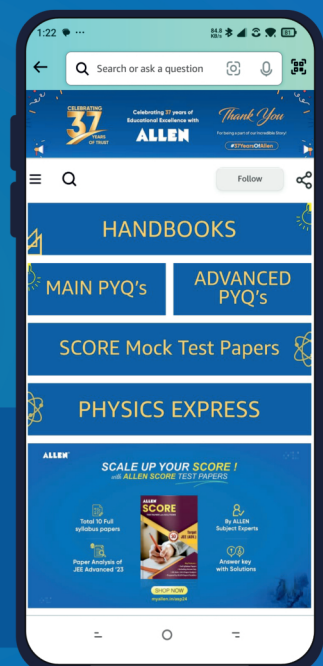 1:22
64.8
KB/s
81
Search or ask a question
CELEBRATING
37
YEARS
OF TRUST
Celebrating 37 years of
Educational Excellence with
ALLEN
Thank You
For being a part of our Incredible Story!
#37YearsOfAllen
Follow
HANDBOOKS
MAIN PYQ's
ADVANCED
PYQ's
SCORE Mock Test Papers
PHYSICS EXPRESS
ALLEN
SCALE UP YOUR SCORE !
with ALLEN SCORE TEST PAPERS
Total 10 Full
syllabus papers
Paper Analysis of
JEE Advanced '23
ALLEN
SCORE
10
Target
By ALLEN
Subject Experts
Answer key
with Solutions
SHOP NOW